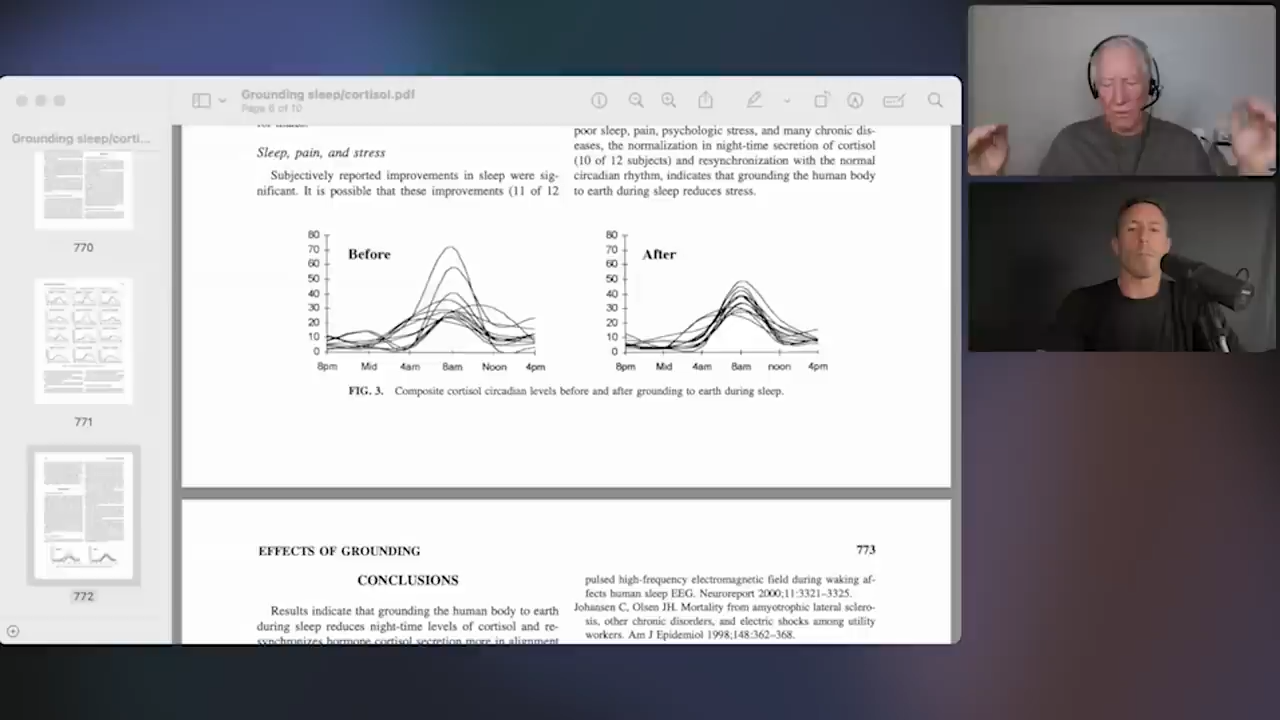 Grounding sleep/cortisol.pdf
Page 6 of 10
Grounding sleep/corti...
770
771
772
Sleep, pain, and stress
Subjectively reported improvements in sleep were sig-
nificant. It is possible that these improvements (11 of 12
poor sleep, pain, psychologic stress, and many chronic dis-
eases, the normalization in night-time secretion of cortisol
(10 of 12 subjects) and resynchronization with the normal
circadian rhythm, indicates that grounding the human body
to earth during sleep reduces stress.
Before
80
70
60
50
40
30
20
10
0
8pm Mid 4am 8am Noon 4pm
After
80
70
60
50
40
30
20
10
0
8pm Mid 4am 8am noon 4pm
FIG. 3. Composite cortisol circadian levels before and after grounding to earth during sleep.
EFFECTS OF GROUNDING
773
CONCLUSIONS
Results indicate that grounding the human body to earth
during sleep reduces night-time levels of cortisol and re-
synchronizes hormone cortisol secretion more in alignment
pulsed high-frequency electromagnetic field during waking af-
fects human sleep EEG. Neuroreport 2000;11:3321–3325.
Johansen C, Olsen JH. Mortality from amyotrophic lateral sclero-
sis, other chronic disorders, and electric shocks among utility
workers. Am J Epidemiol 1998;148:362–368.